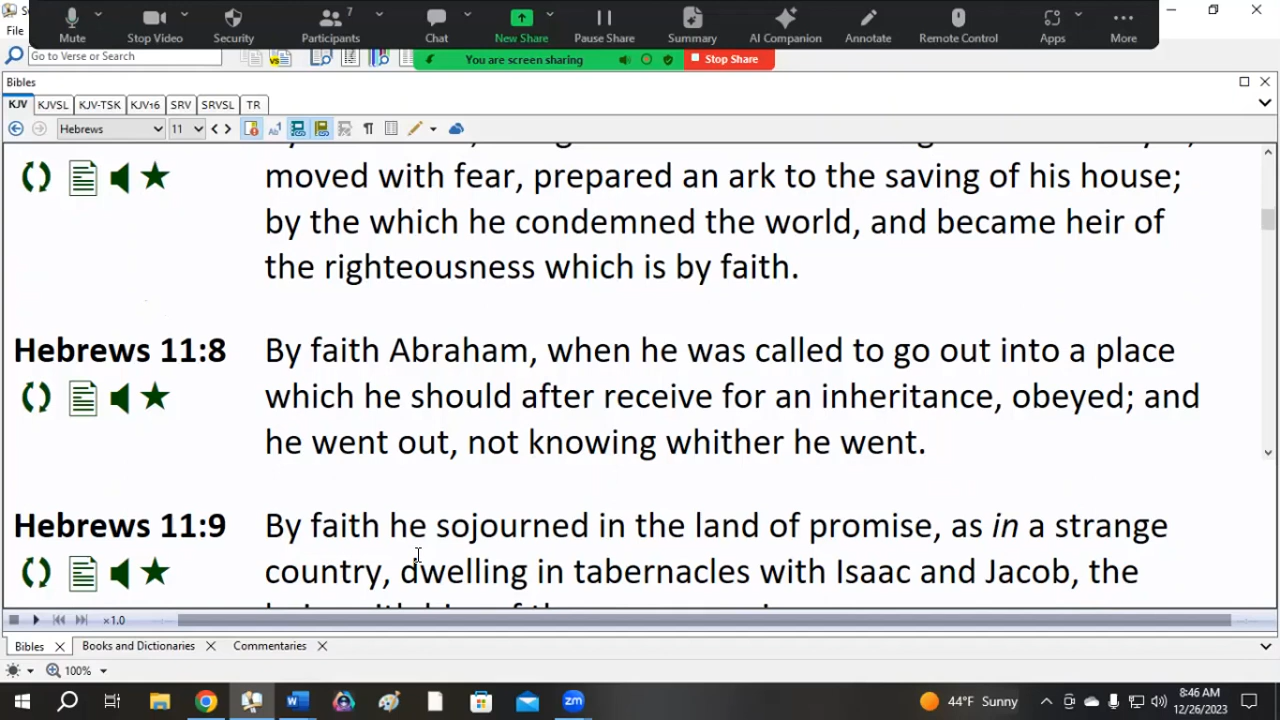 Mute
Stop Video
Security
Participants
7
Chat
New Share
Pause Share
Summary
AI Companion
Annotate
Remote Control
Apps
More
File
Go to Verse or Search
You are screen sharing
Stop Share
Bibles
KJV KJVSL KJV-TSK KJV16 SRV SRVSL TR
Hebrews 11
moved with fear, prepared an ark to the saving of his house;
by the which he condemned the world, and became heir of
the righteousness which is by faith.
Hebrews 11:8 By faith Abraham, when he was called to go out into a place
which he should after receive for an inheritance, obeyed; and
he went out, not knowing whither he went.
Hebrews 11:9 By faith he sojourned in the land of promise, as in a strange
country, dwelling in tabernacles with Isaac and Jacob, the
×1.0
Bibles Books and Dictionaries Commentaries
100%
44°F Sunny
8:46 AM
12/26/2023